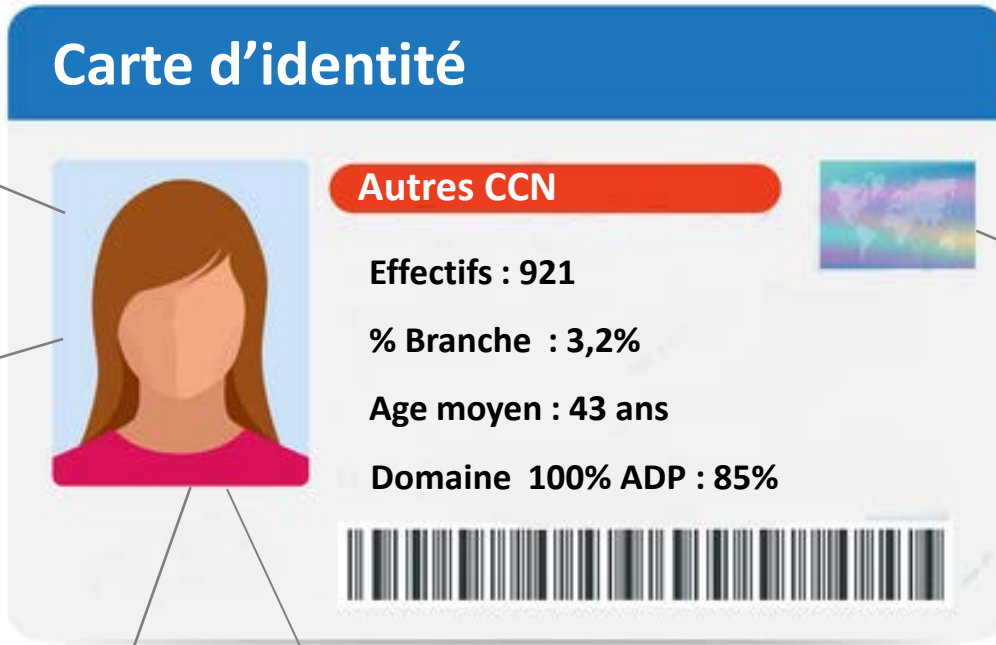 Carte d’identité
Autres CCN
Effectifs : 921
% Branche : 3,2%
Age moyen : 43 ans
Domaine 100% ADP : 85%